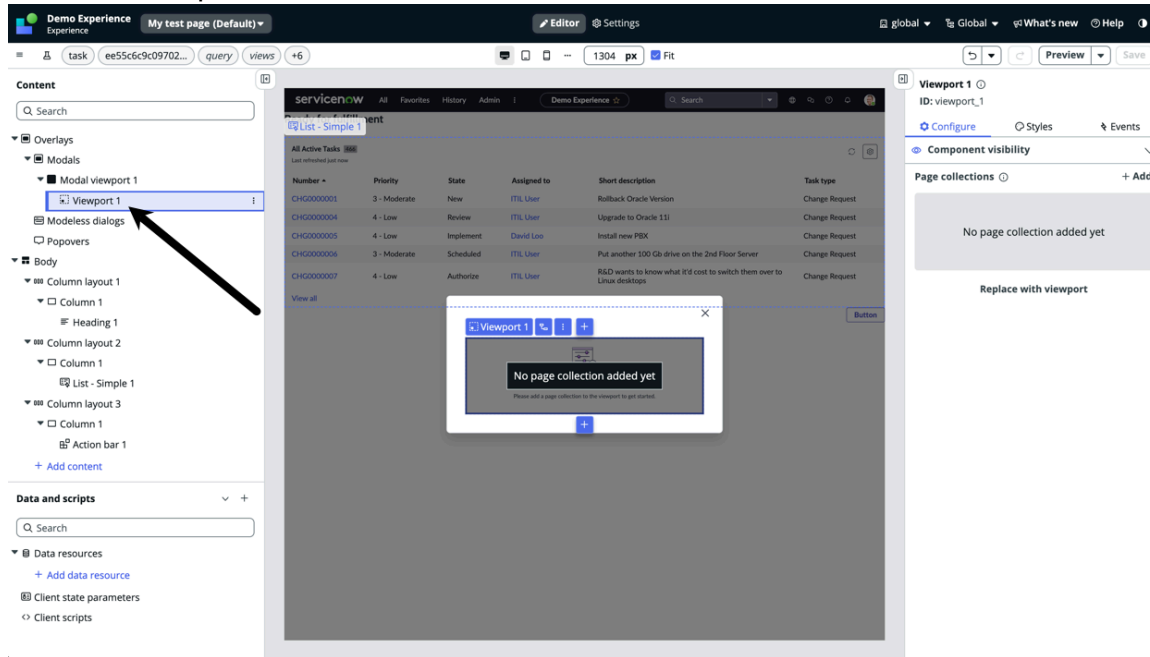 Demo Experience
Experience
My test page (Default)
Editor
Settings
global
Global
What's new
Help
task
ee55c6c9c09702...
query
views
+6
1304 px
Fit
Preview
Save
Content
Search
Overlays
Modals
Modal viewport 1
Viewport 1
Modeless dialogs
Popovers
Body
Column layout 1
Column 1
Heading 1
Column layout 2
Column 1
List - Simple 1
Column layout 3
Column 1
Action bar 1
+ Add content
Data and scripts
Search
Data resources
+ Add data resource
Client state parameters
Client scripts
servicenow All Favorites History Admin Demo Experience Search
List - Simple 1
All Active Tasks
Last refreshed just now
Number Priority State Assigned to Short description Task type
CHG0000001 3 - Moderate New ITIL User Rollback Oracle Version Change Request
CHG0000004 4 - Low Review ITIL User Upgrade to Oracle 11i Change Request
CHG0000005 4 - Low Implement David Loo Install new PBX Change Request
CHG0000006 3 - Moderate Scheduled ITIL User Put another 100 Gb drive on the 2nd Floor Server Change Request
CHG0000007 4 - Low Authorize ITIL User R&D wants to know what it'd cost to switch them over to Change Request
Linux desktops
View all
Button
Viewport 1
No page collection added yet
Please add a page collection to the viewport to get started.
Viewport 1
ID: viewport_1
Configure
Styles
Events
Component visibility
Page collections
+ Add
No page collection added yet
Replace with viewport